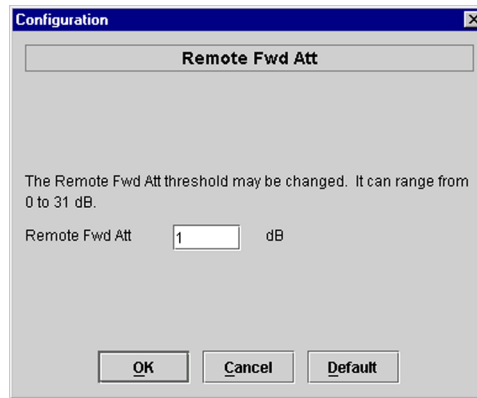 Configuration
Remote Fwd Att
The Remote Fwd Att threshold may be changed. It can range from
0 to 31 dB.
Remote Fwd Att 1 dB
OK Cancel Default